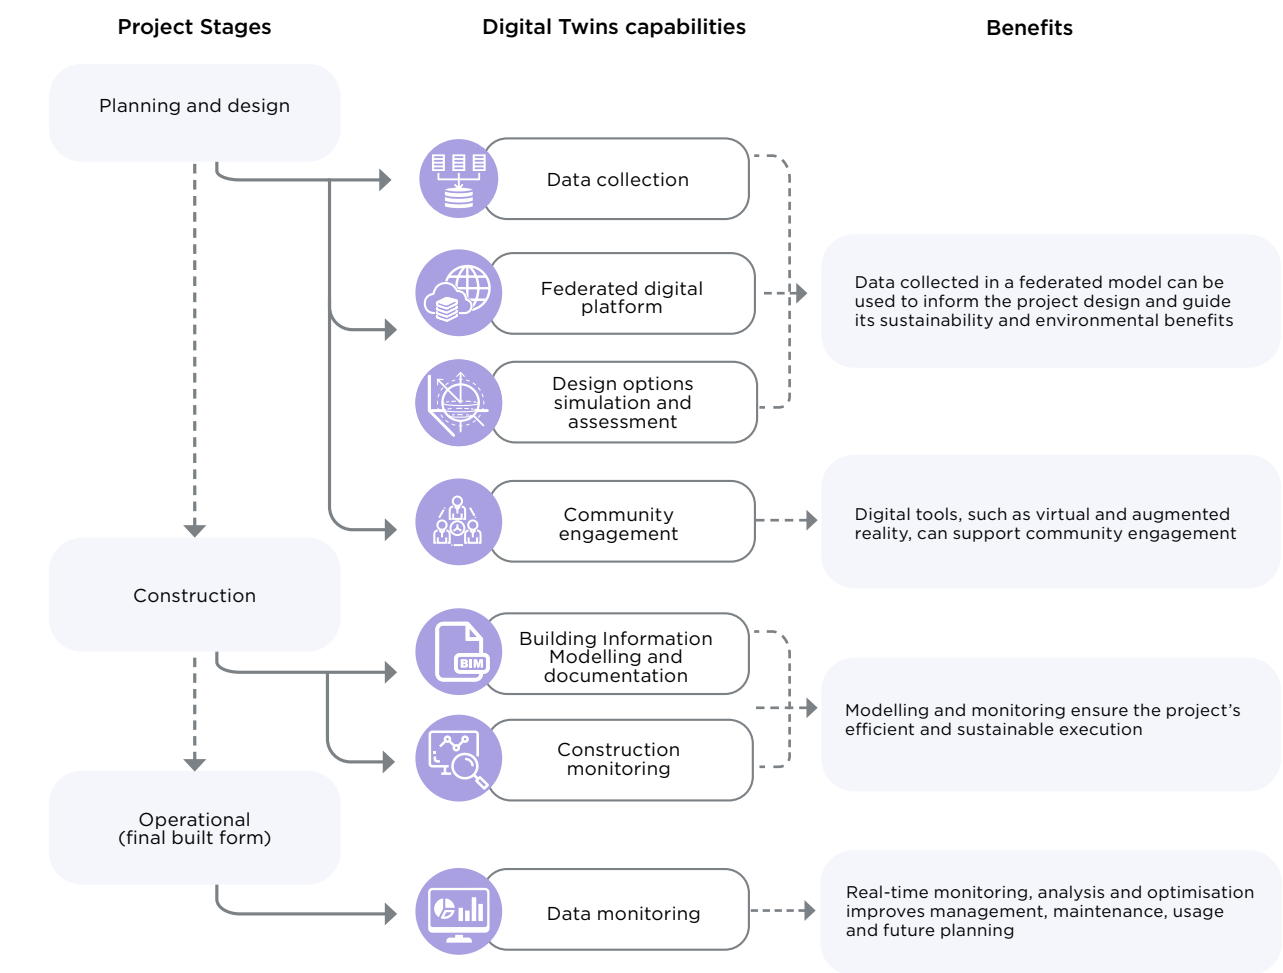 Project Stages
Digital Twins capabilities
Benefits
Planning and design
Data collection
Federated digital
platform
Data collected in a federated model can be
used to inform the project design and guide
its sustainability and environmental benefits
Design options
simulation and
assessment
Community
engagement
Digital tools, such as virtual and augmented
reality, can support community engagement
Construction
BIM
Building Information
Modelling and
documentation
Construction
monitoring
Modelling and monitoring ensure the project’s
efficient and sustainable execution
Operational
(final built form)
Data monitoring
Real-time monitoring, analysis and optimisation
improves management, maintenance, usage
and future planning